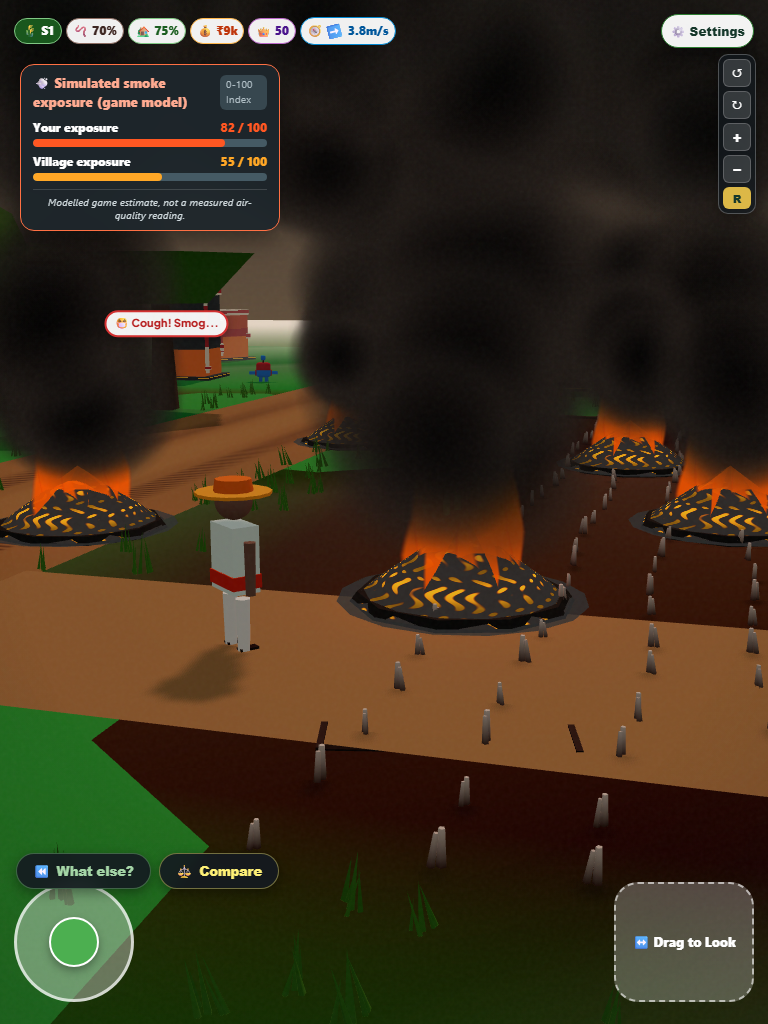 S1
70%
75%
₹9k
50
3.8m/s
Settings
Simulated smoke
exposure (game model)
0-100
Index
Your exposure
82 / 100
Village exposure
55 / 100
Modelled game estimate, not a measured air-
quality reading.
↺
↻
+
−
R
Cough! Smog...
What else?
Compare
Drag to Look